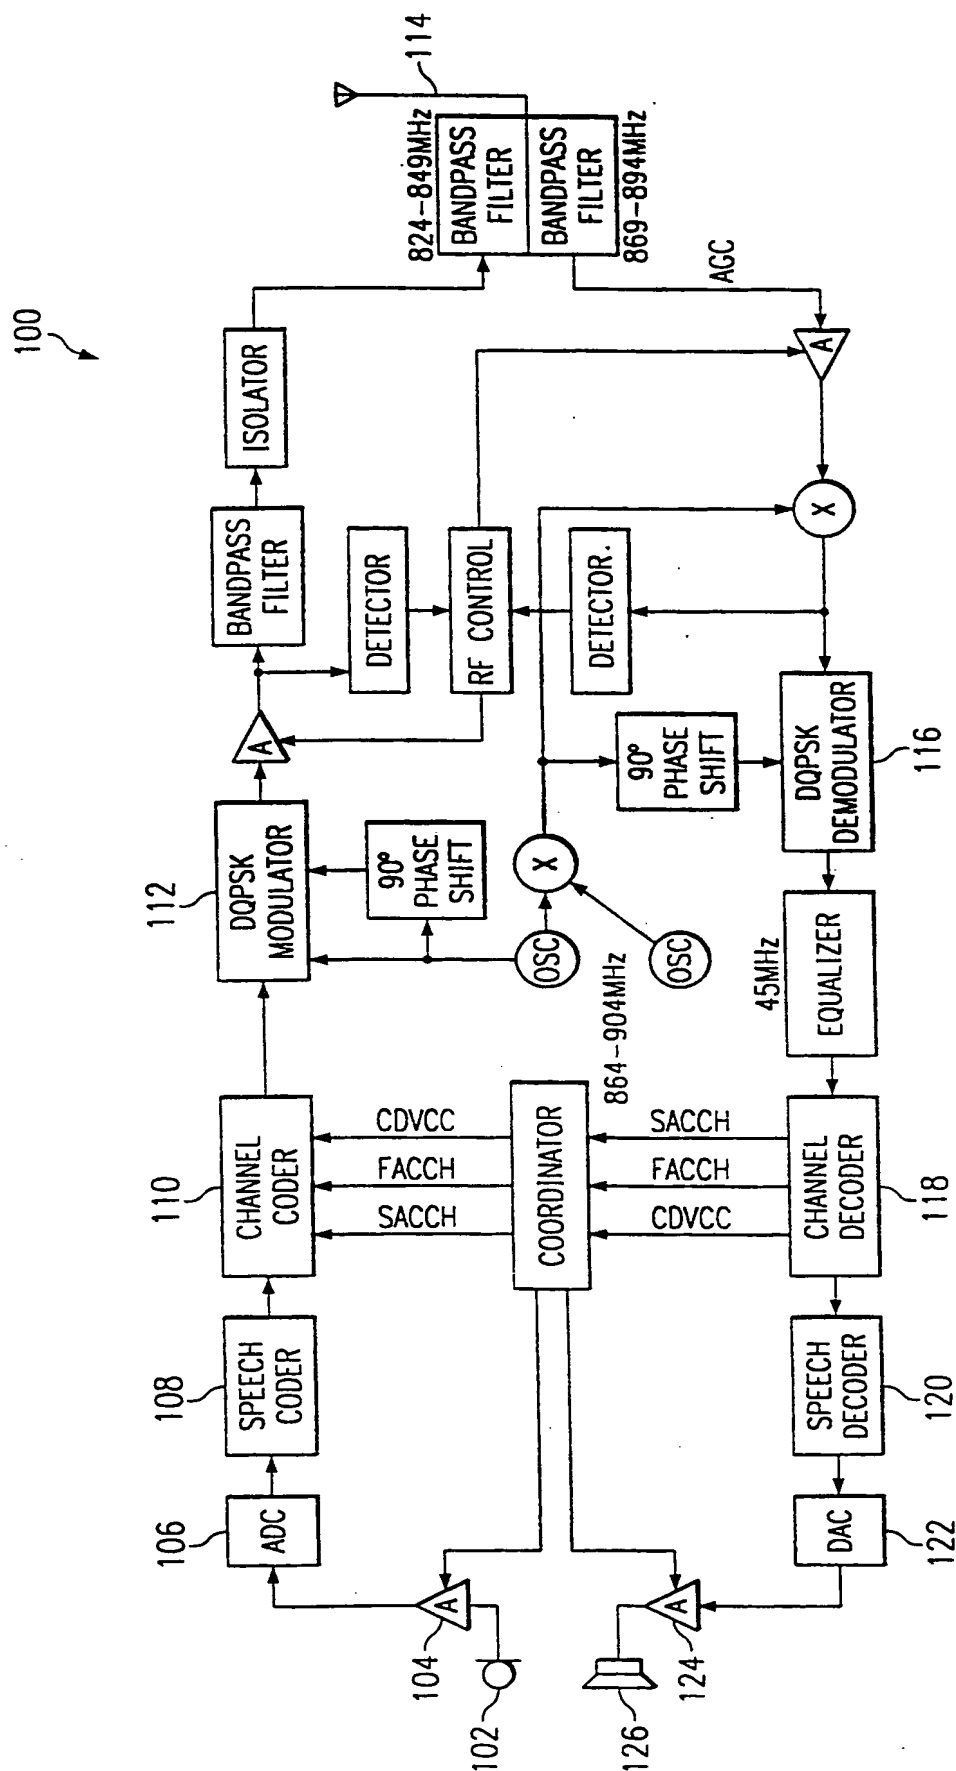 100
114
824-849MHz
BANDPASS
FILTER
BANDPASS
FILTER
869-894MHz
AGC
ISOLATOR
BANDPASS
FILTER
DETECTOR
RF CONTROL
DETECTOR.
A
A
X
112
DQPSK
MODULATOR
90°
PHASE
SHIFT
X
OSC
OSC
864-904MHz
90°
PHASE
SHIFT
DQPSK
DEMODULATOR
116
45MHz
EQUALIZER
110
CHANNEL
CODER
CDVCC
FACCH
SACCH
COORDINATOR
SACCH
FACCH
CDVCC
CHANNEL
DECODER
118
108
SPEECH
CODER
SPEECH
DECODER
120
106
ADC
DAC
122
A
104
102
A
124
126